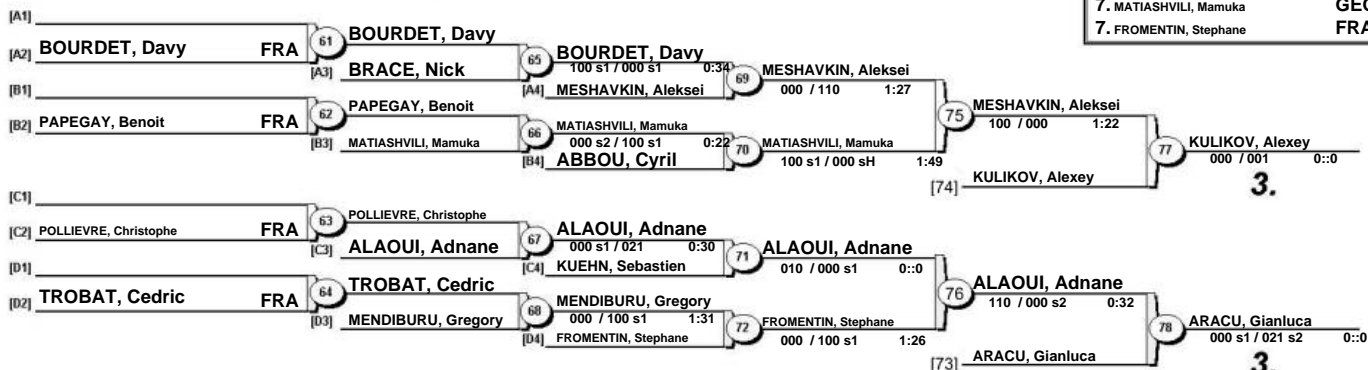 7. MATIASHVILI, Mamuka GEO
7. FROMENTIN, Stephane FRA
[A1]
[A2] BOURDET, Davy FRA
61
BOURDET, Davy
[A3] BRACE, Nick
65
BOURDET, Davy
100 s1 / 000 s1 0:34
[A4] MESHAVKIN, Aleksei
69
MESHAVKIN, Aleksei
000 / 110 1:27
[B1]
[B2] PAPEGAY, Benoit FRA
62
PAPEGAY, Benoit
[B3] MATIASHVILI, Mamuka
66
MATIASHVILI, Mamuka
000 s2 / 100 s1 0:22
[B4] ABBOU, Cyril
70
MATIASHVILI, Mamuka
100 s1 / 000 sH 1:49
75
MESHAVKIN, Aleksei
100 / 000 1:22
[74] KULIKOV, Alexey
77
KULIKOV, Alexey
000 / 001 0::0
3.
[C1]
[C2] POLLIEVRE, Christophe FRA
63
POLLIEVRE, Christophe
[C3] ALAOUI, Adnane
67
ALAOUI, Adnane
000 s1 / 021 0:30
[C4] KUEHN, Sebastien
71
ALAOUI, Adnane
010 / 000 s1 0::0
[D1]
[D2] TROBAT, Cedric FRA
64
TROBAT, Cedric
[D3] MENDIBURU, Gregory
68
MENDIBURU, Gregory
000 / 100 s1 1:31
[D4] FROMENTIN, Stephane
72
FROMENTIN, Stephane
000 / 100 s1 1:26
76
ALAOUI, Adnane
110 / 000 s2 0:32
[73] ARACU, Gianluca
78
ARACU, Gianluca
000 s1 / 021 s2 0::0
3.